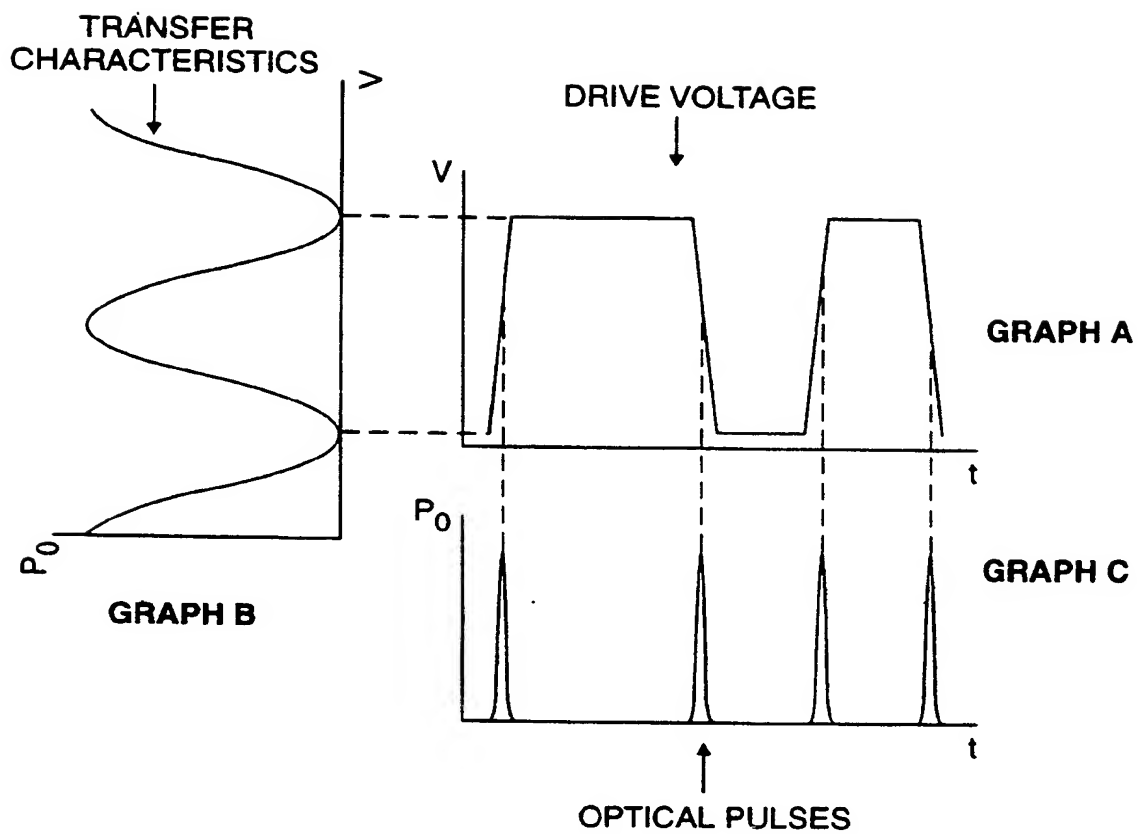 TRANSFER
CHARACTERISTICS
V
P0
GRAPH B
DRIVE VOLTAGE
V
t
GRAPH A
P0
t
GRAPH C
OPTICAL PULSES